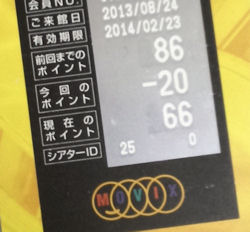 会員NO.
ご来館日 2013/08/24
有効期限 2014/02/23
前回までの
ポイント 86
今回の
ポイント -20
現在の
ポイント 66
シアターID 25 0
MOVIX